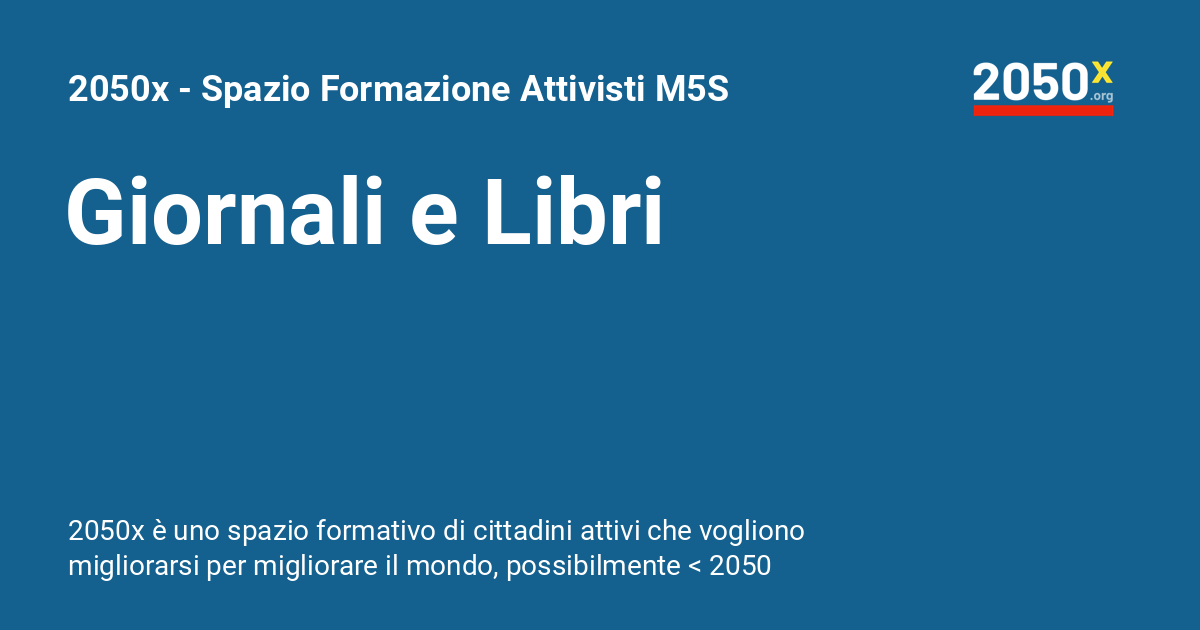 2050x - Spazio Formazione Attivisti M5S
2050x
.org
Giornali e Libri
2050x è uno spazio formativo di cittadini attivi che vogliono
migliorarsi per migliorare il mondo, possibilmente < 2050